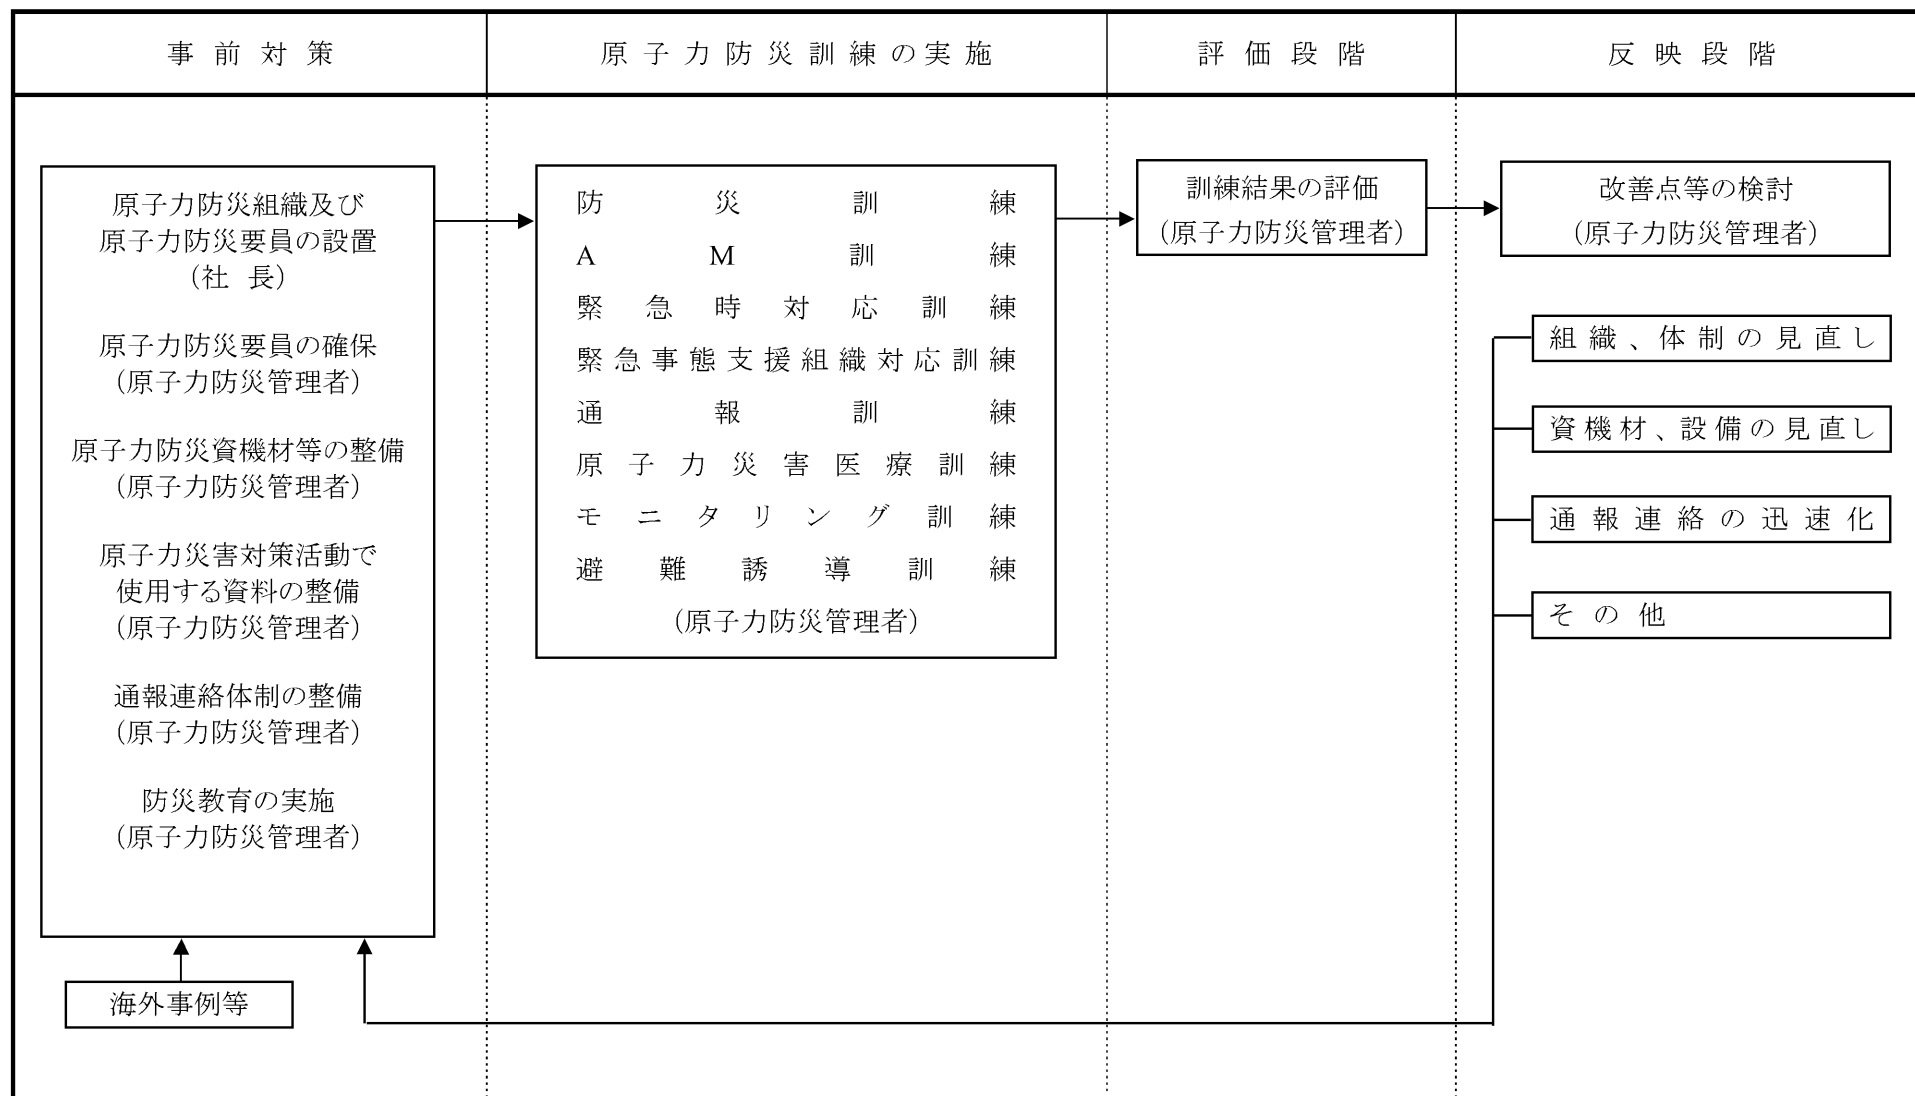 事前対策
原子力防災訓練の実施
評価段階
反映段階
原子力防災組織及び
原子力防災要員の設置
(社 長)
原子力防災要員の確保
(原子力防災管理者)
原子力防災資機材等の整備
(原子力防災管理者)
原子力災害対策活動で
使用する資料の整備
(原子力防災管理者)
通報連絡体制の整備
(原子力防災管理者)
防災教育の実施
(原子力防災管理者)
海外事例等
防災訓練
AM訓練
緊急時対応訓練
緊急事態支援組織対応訓練
通報訓練
原子力災害医療訓練
モニタリング訓練
避難誘導訓練
(原子力防災管理者)
訓練結果の評価
(原子力防災管理者)
改善点等の検討
(原子力防災管理者)
組織、体制の見直し
資機材、設備の見直し
通報連絡の迅速化
その他